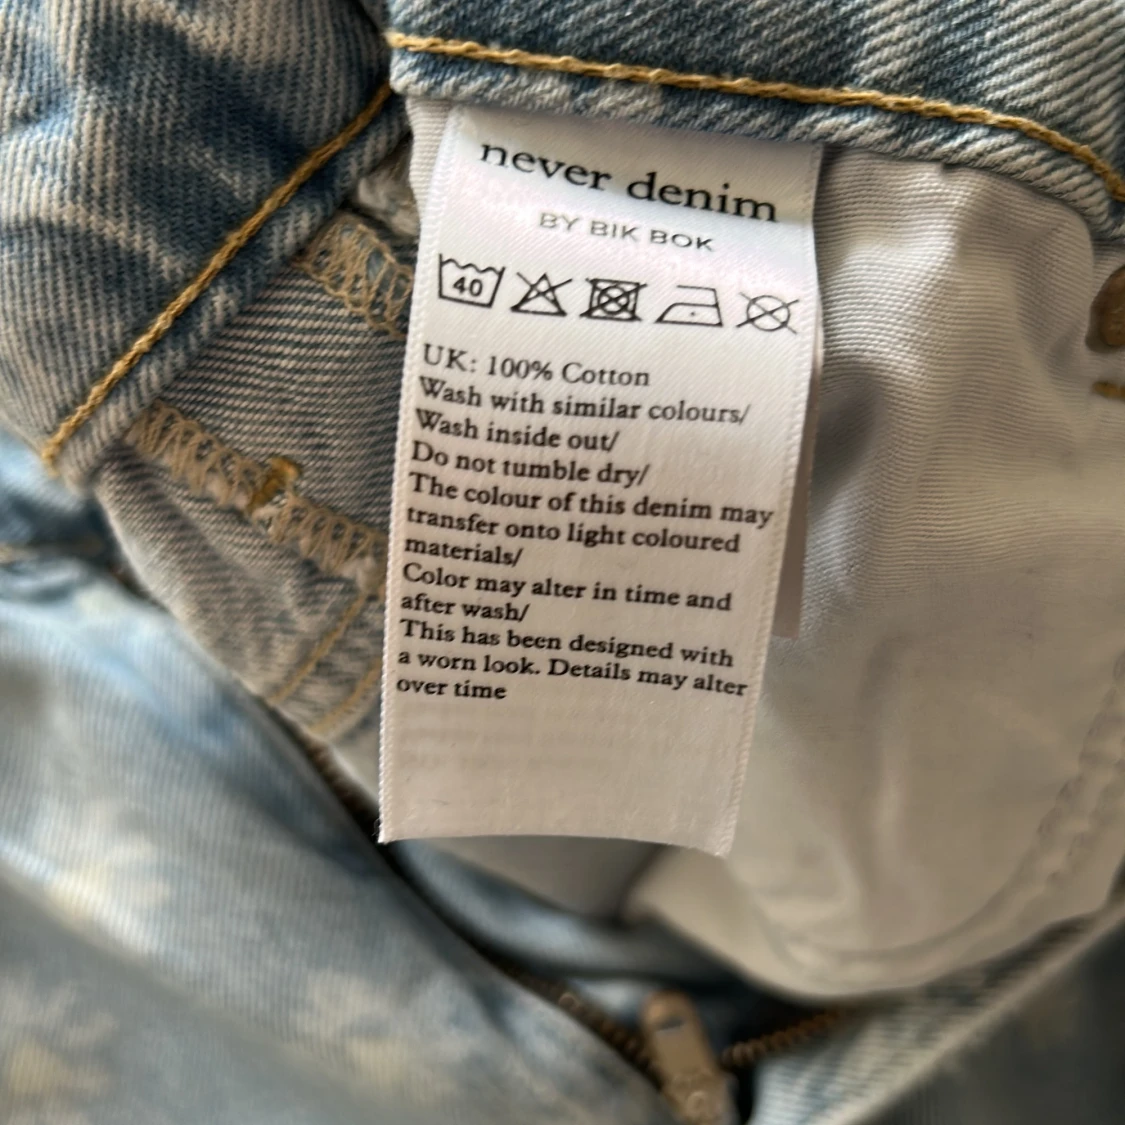 never denim
BY BIK BOK
40
UK: 100% Cotton
Wash with similar colours/
Wash inside out/
Do not tumble dry/
The colour of this denim may
transfer onto light coloured
materials/
Color may alter in time and
after wash/
This has been designed with
a worn look. Details may alter
over time